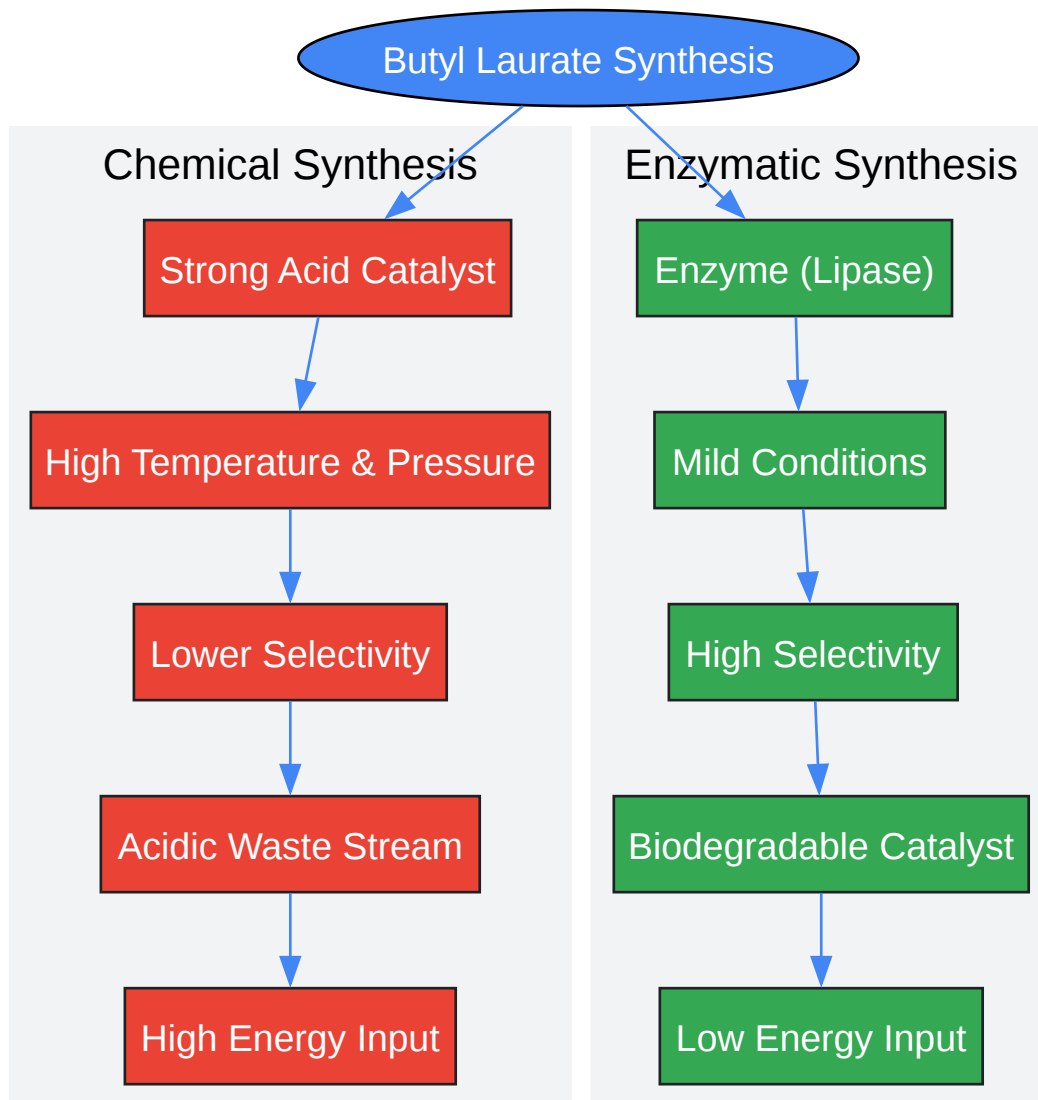 Butyl Laurate Synthesis
Chemical Synthesis
Strong Acid Catalyst
High Temperature & Pressure
Lower Selectivity
Acidic Waste Stream
High Energy Input
Enzymatic Synthesis
Enzyme (Lipase)
Mild Conditions
High Selectivity
Biodegradable Catalyst
Low Energy Input